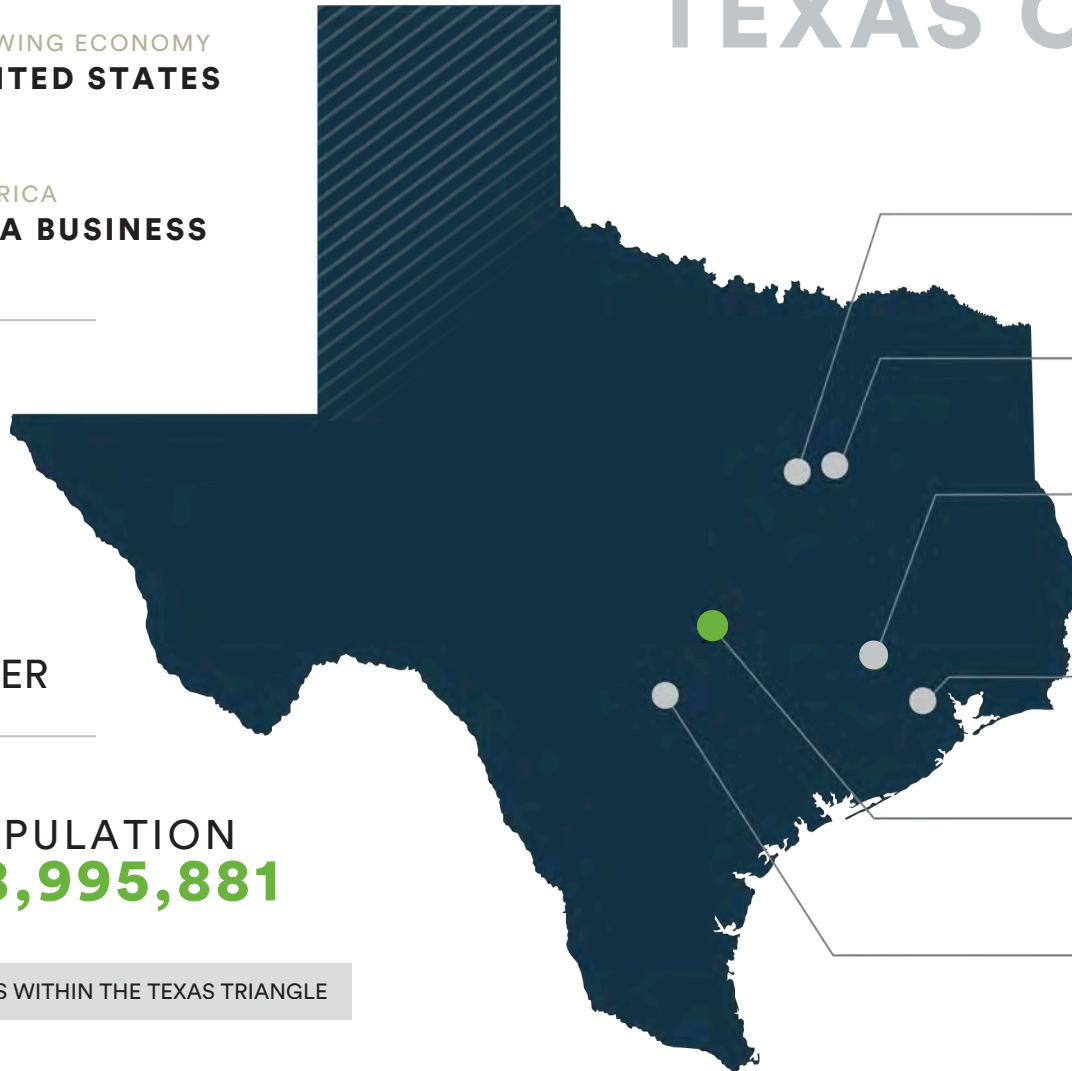 WING ECONOMY
ITED STATES
RICA
A BUSINESS
ER
PULATION
3,995,881
S WITHIN THE TEXAS TRIANGLE
TEXAS C